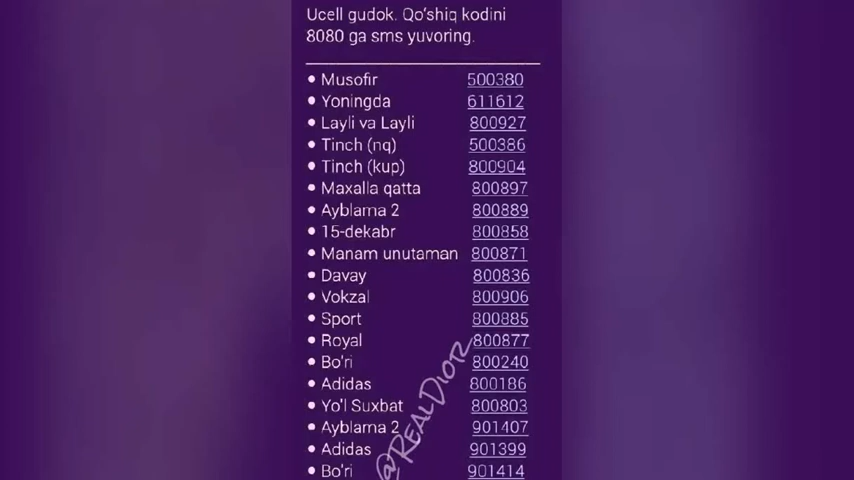 Ucell gudok. Qo‘shiq kodini
8080 ga sms yuvoring.
• Musofir 500380
• Yoningda 611612
• Layli va Layli 800927
• Tinch (nq) 500386
• Tinch (kup) 800904
• Maxalla qatta 800897
• Ayblama 2 800889
• 15-dekabr 800858
• Manam unutaman 800871
• Davay 800836
• Vokzal 800906
• Sport 800885
• Royal 800877
• Bo'ri 800240
• Adidas 800186
• Yo'l Suxbat 800803
• Ayblama 2 901407
• Adidas 901399
• Bo'ri 901414
@REALDIOR